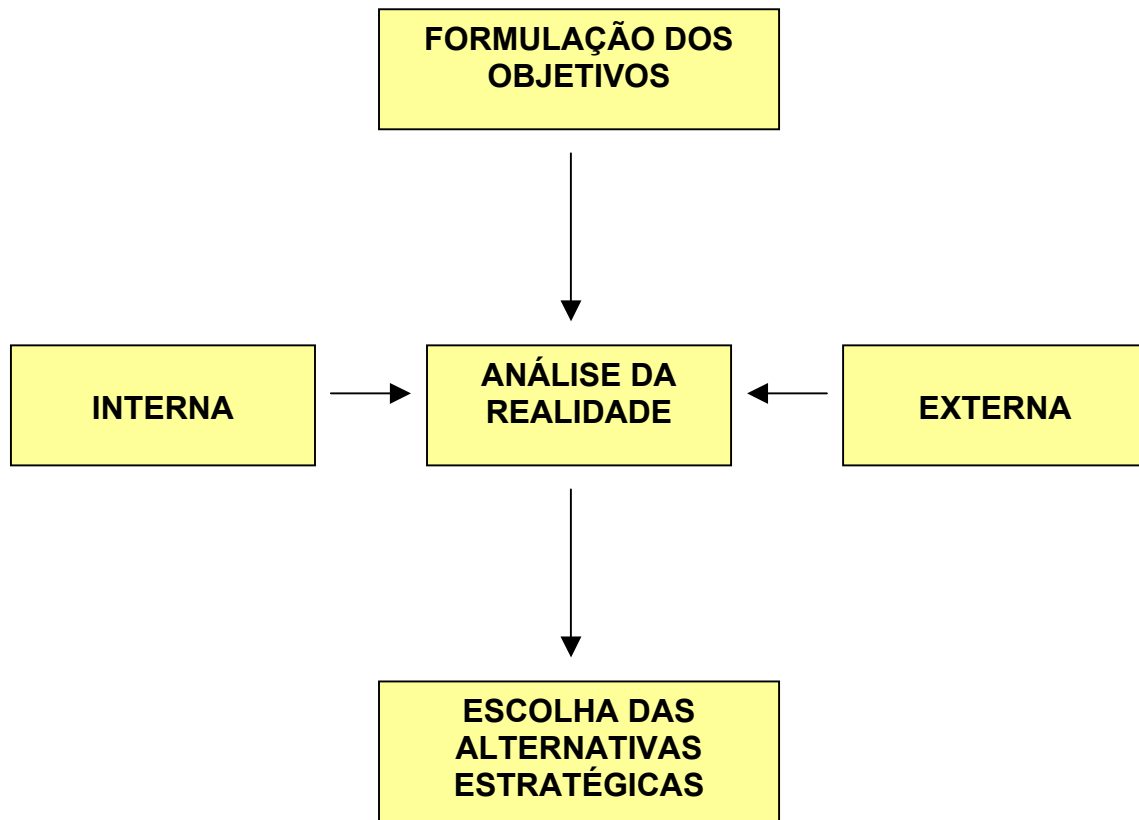 FORMULAÇÃO DOS
OBJETIVOS
INTERNA
ANÁLISE DA
REALIDADE
EXTERNA
ESCOLHA DAS
ALTERNATIVAS
ESTRATÉGICAS